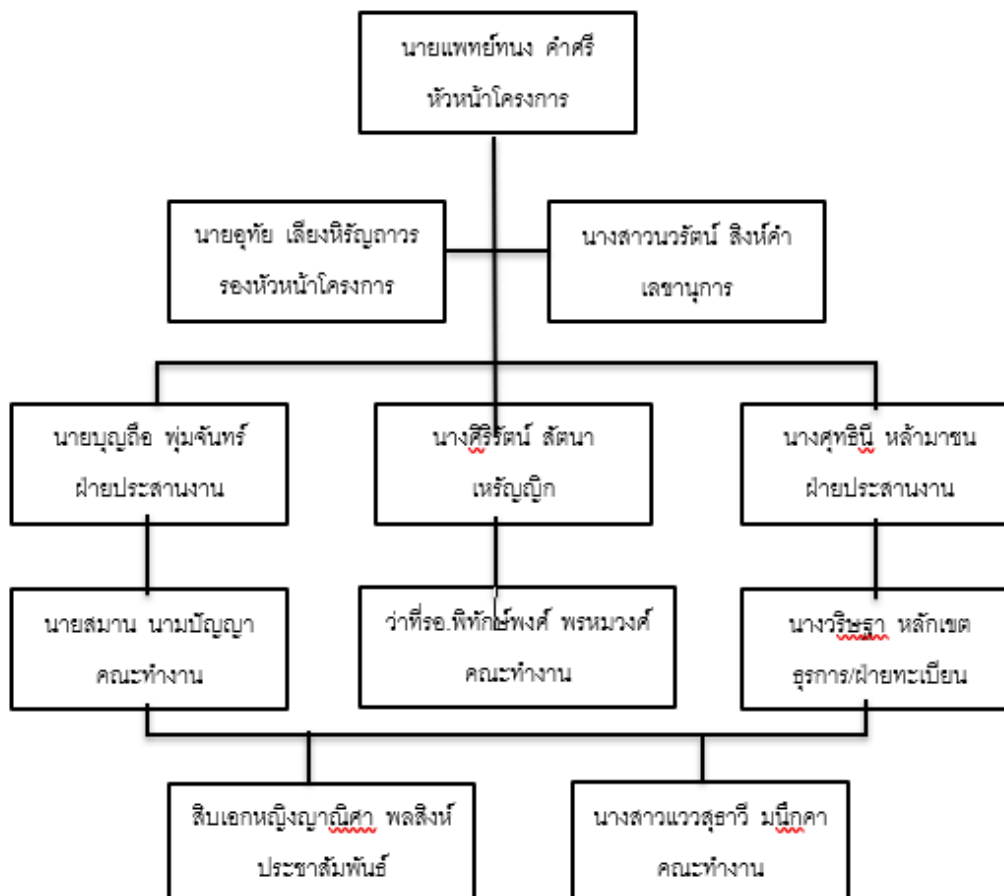 นายแพทย์ทนง คำศรี
หัวหน้าโครงการ
นายอุทัย เลี่ยงหิรัญถาวร
รองหัวหน้าโครงการ
นางสาวนวรัตน์ สิงห์คำ
เลขานุการ
นายบุญถือ พุ่มจันทร์
ฝ่ายประสานงาน
นางศิริรัตน์ สัตนา
เหรัญญิก
นางศุทธินี หล้ามาชน
ฝ่ายประสานงาน
นายสมาน นามปัญญา
คณะทำงาน
ว่าที่รอ.พิทักษ์พงศ์ พรหมวงศ์
คณะทำงาน
นางวริษฐา หลักเขต
ธุรการ/ฝ่ายทะเบียน
สิบเอกหญิงญาณิศา พลสิงห์
ประชาสัมพันธ์
นางสาวแววสุธาวี มนึกคา
คณะทำงาน